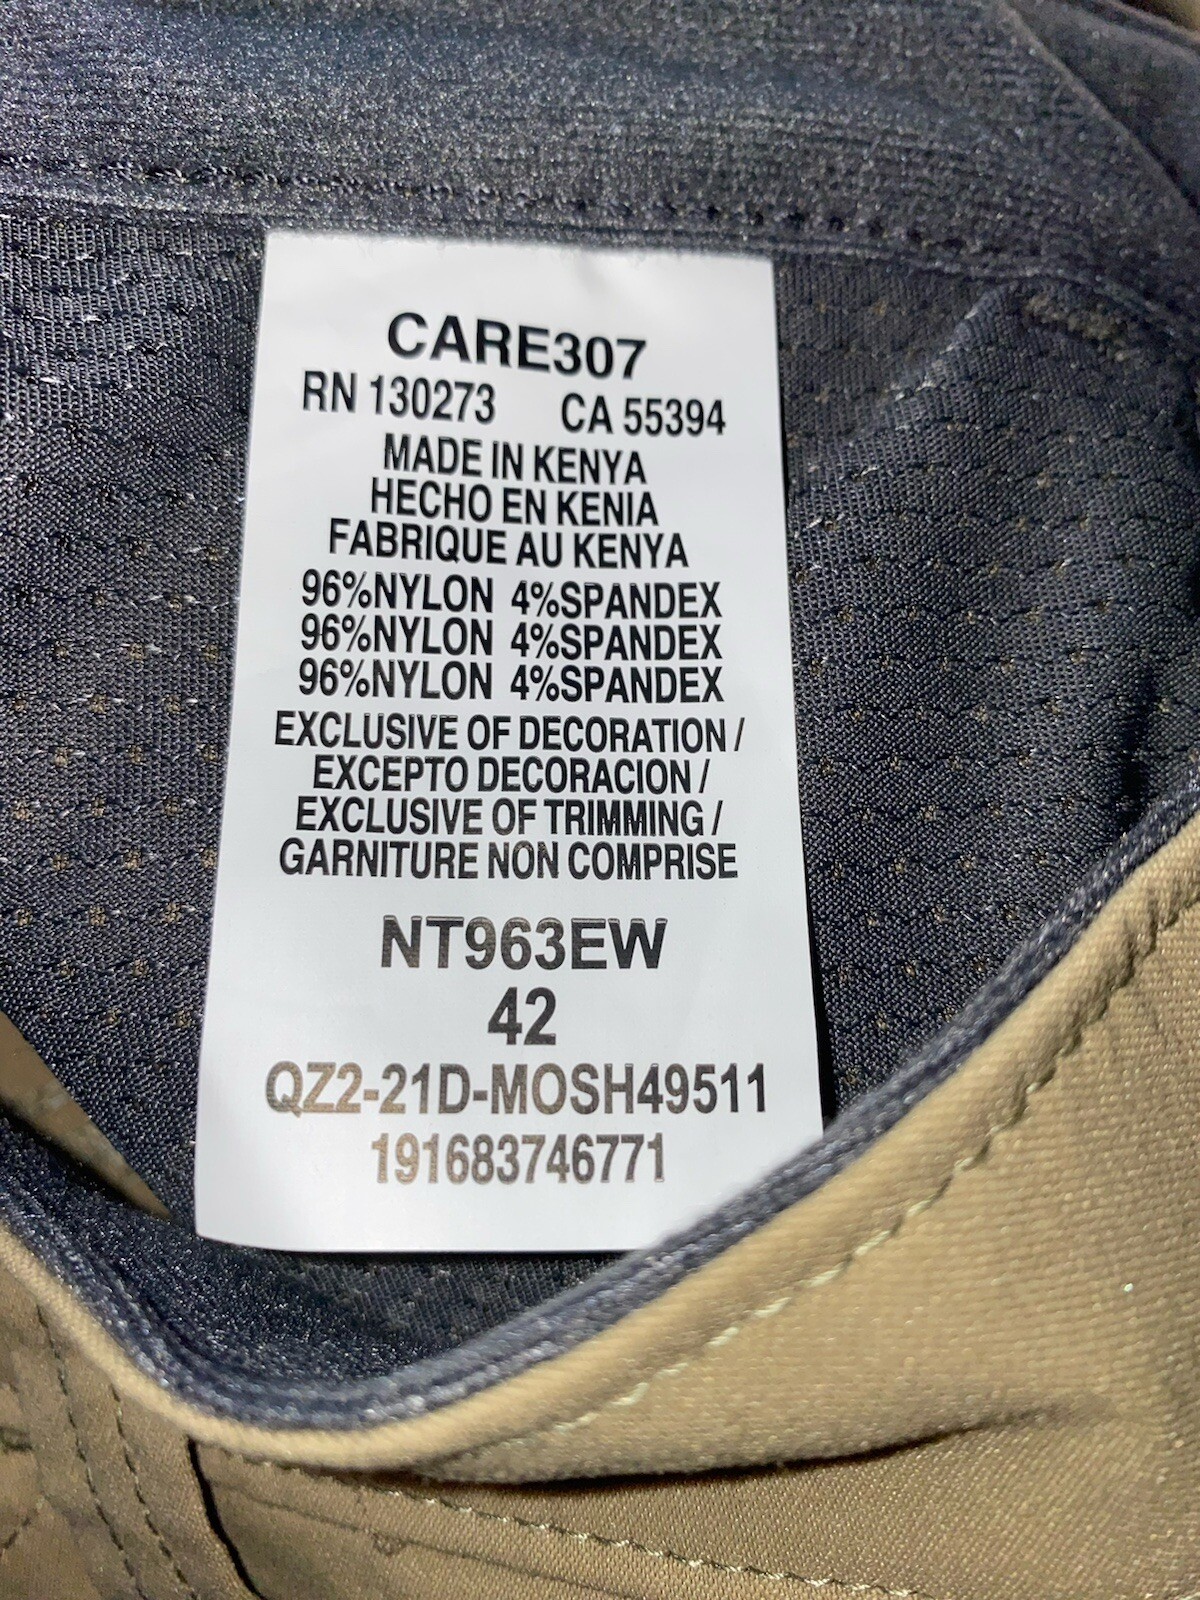 CARE307
RN 130273 CA 55394
MADE IN KENYA
HECHO EN KENIA
FABRIQUE AU KENYA
96%NYLON 4%SPANDEX
96%NYLON 4%SPANDEX
96%NYLON 4%SPANDEX
EXCLUSIVE OF DECORATION /
EXCEPTO DECORACION /
EXCLUSIVE OF TRIMMING /
GARNITURE NON COMPRISE
NT963EW
42
QZ2-21D-MOSH49511
191683746771